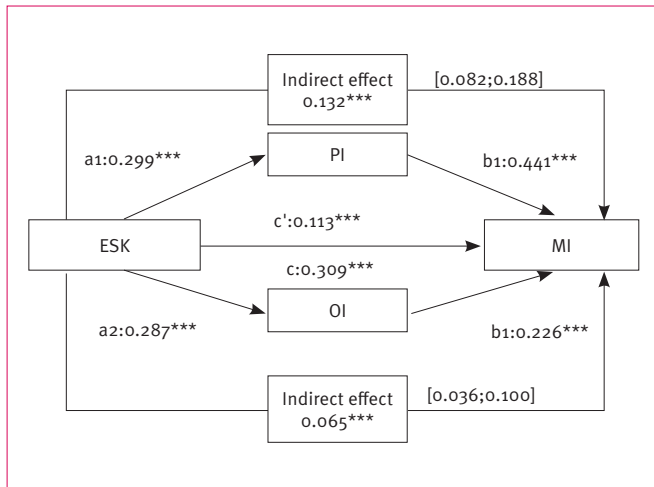 Indirect effect
0.132***
[0.082;0.188]
a1:0.299***
PI
b1:0.441***
ESK
c':0.113***
MI
c:0.309***
a2:0.287***
OI
b1:0.226***
Indirect effect
0.065***
[0.036;0.100]